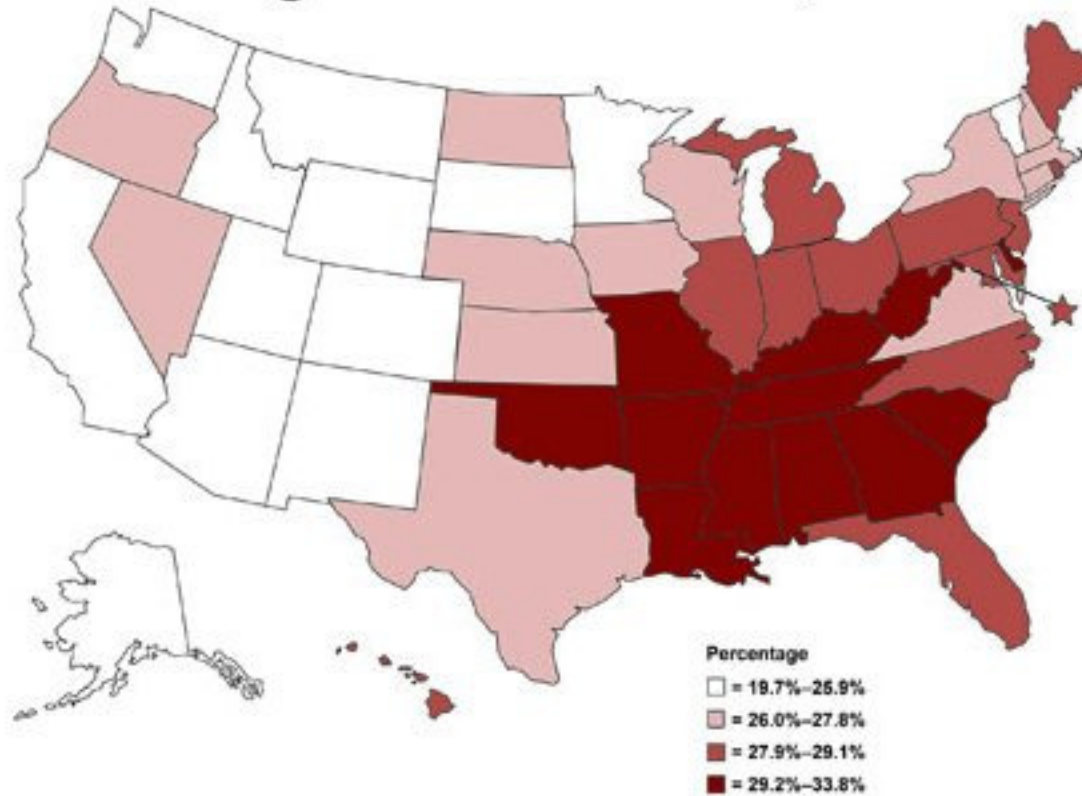 Percentage
= 19.7%–25.9%
= 26.0%–27.8%
= 27.9%–29.1%
= 29.2%–33.8%